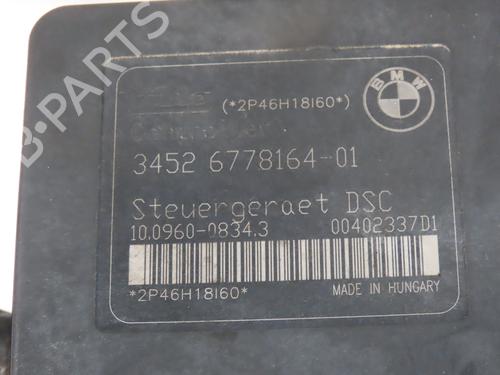 B-PARTS
(*2P46H18I60*)
BMW
3452 6778164-01
Steuergeraet DSC
10.0960-0834.3 00402337D1
*2P46H18I60* MADE IN HUNGARY